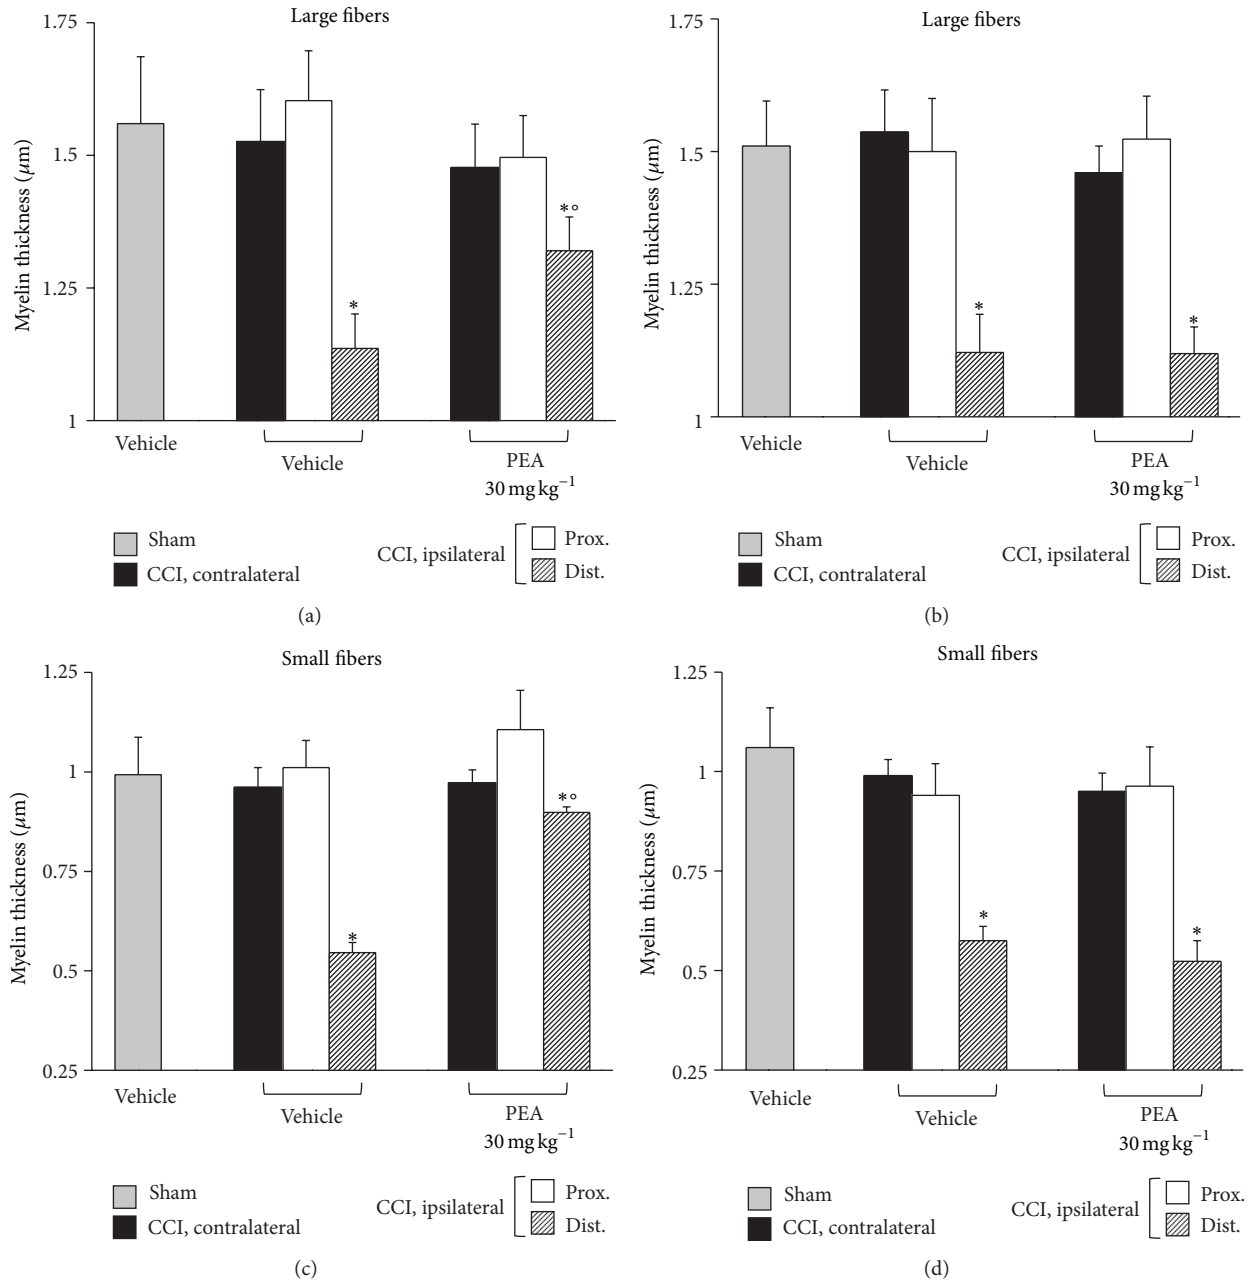 Large fibers
1.75
1.5
1.25
1
Myelin thickness (μm)
*
*°
Vehicle
Vehicle
PEA
30 mg kg⁻¹
Sham
CCI, contralateral
CCI, ipsilateral
Prox.
Dist.
(a)
Large fibers
1.75
1.5
1.25
1
Myelin thickness (μm)
*
*
Vehicle
Vehicle
PEA
30 mg kg⁻¹
Sham
CCI, contralateral
CCI, ipsilateral
Prox.
Dist.
(b)
Small fibers
1.25
1
0.75
0.5
0.25
Myelin thickness (μm)
*
*°
Vehicle
Vehicle
PEA
30 mg kg⁻¹
Sham
CCI, contralateral
CCI, ipsilateral
Prox.
Dist.
(c)
Small fibers
1.25
1
0.75
0.5
0.25
Myelin thickness (μm)
*
*
Vehicle
Vehicle
PEA
30 mg kg⁻¹
Sham
CCI, contralateral
CCI, ipsilateral
Prox.
Dist.
(d)